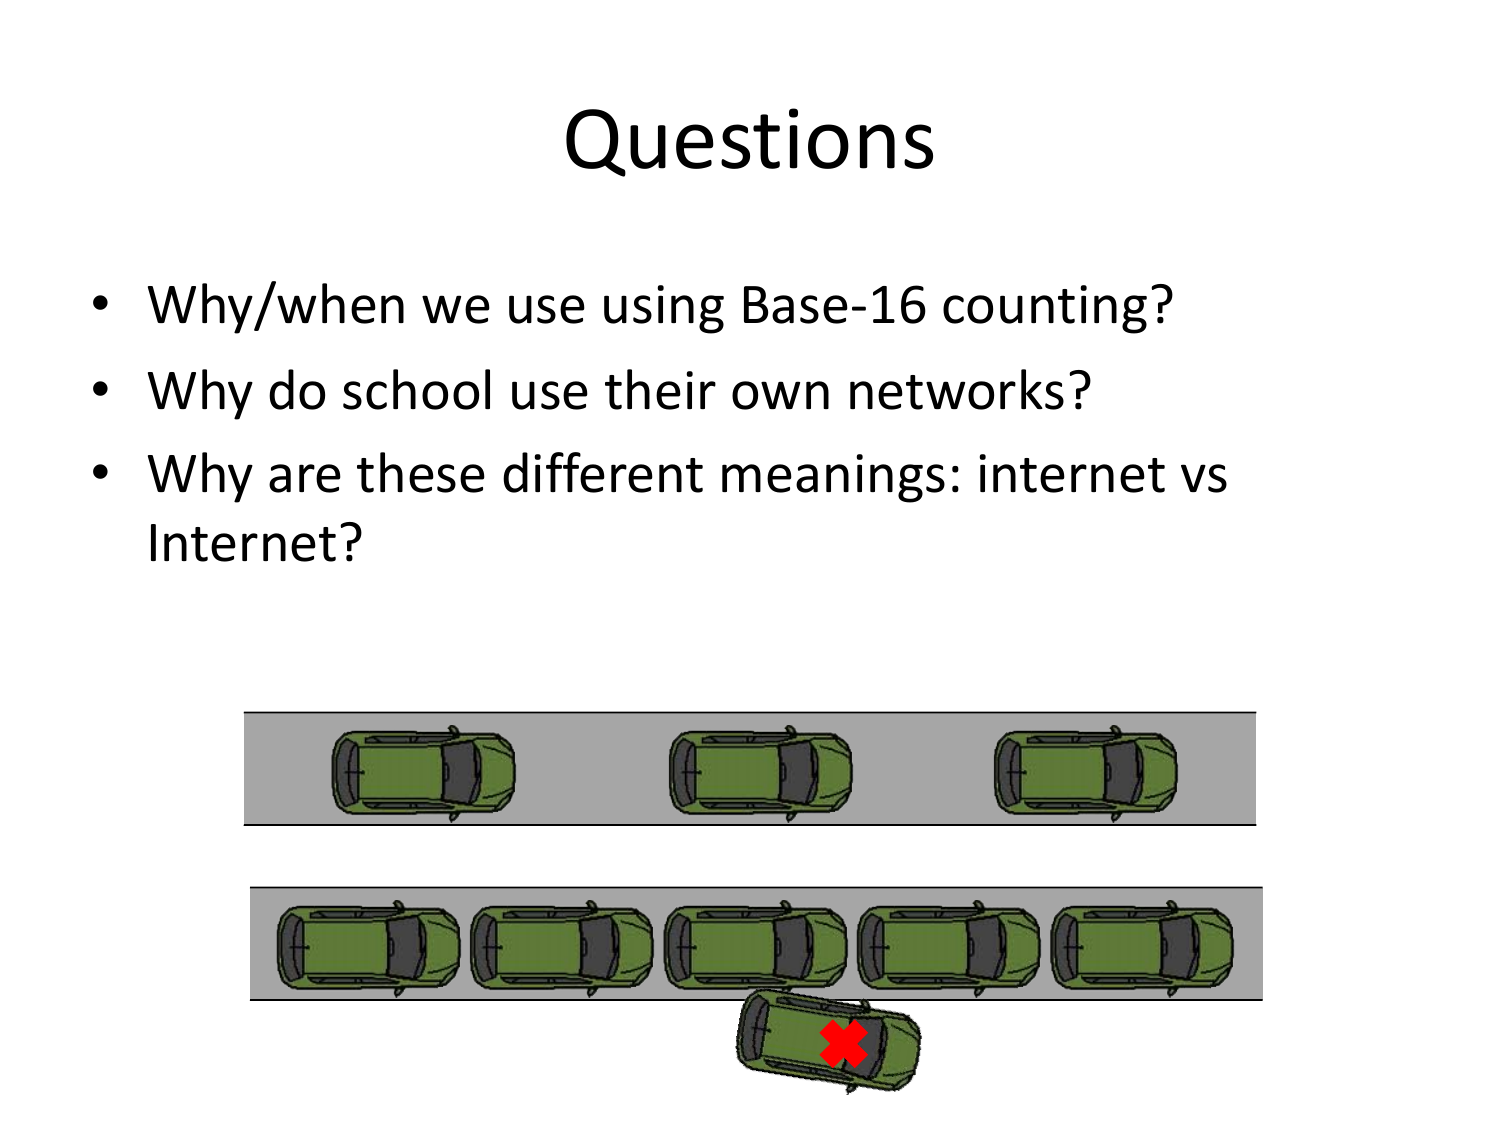 Questions
• Why/when we use using Base-16 counting?
• Why do school use their own networks?
• Why are these different meanings: internet vs
Internet?